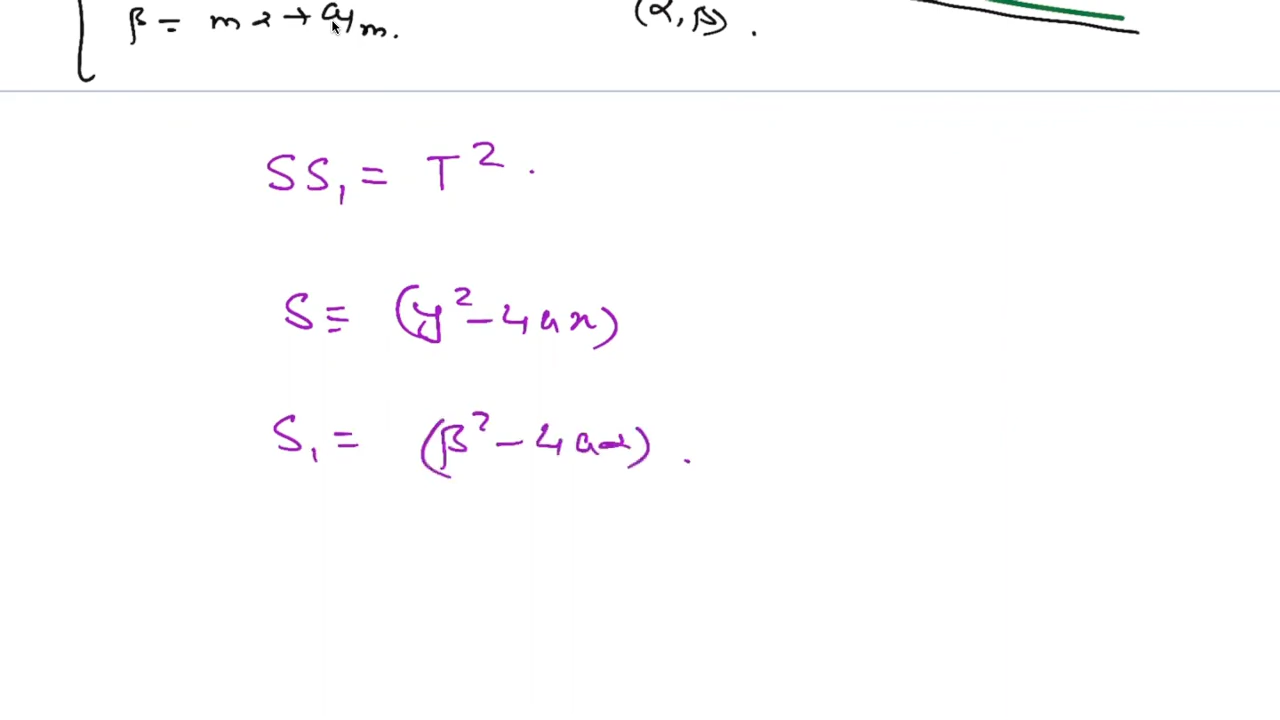 β = mα + a/m.
(α, β).
SS₁ = T².
S ≡ (y² - 4ax)
S₁ = (β² - 4aα).